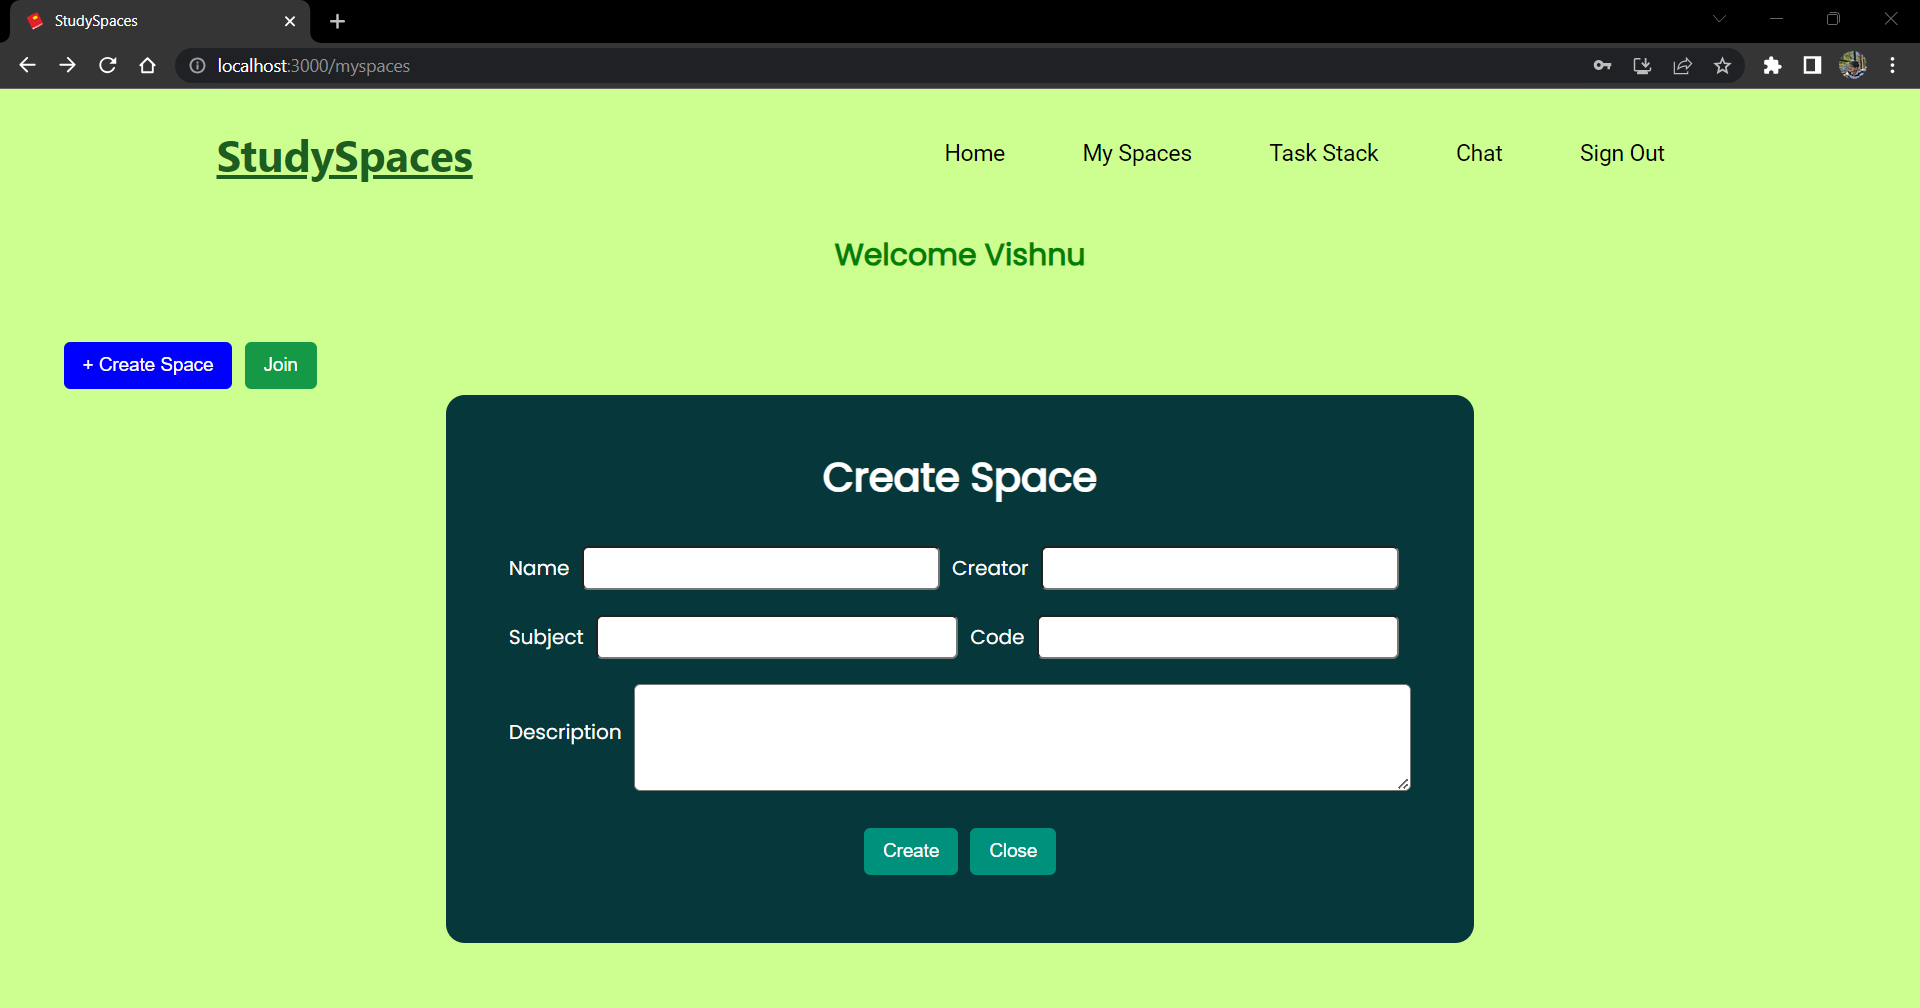 StudySpaces
localhost:3000/myspaces
StudySpaces
Home My Spaces Task Stack Chat Sign Out
Welcome Vishnu
+ Create Space Join
Create Space
Name Creator
Subject Code
Description
Create Close